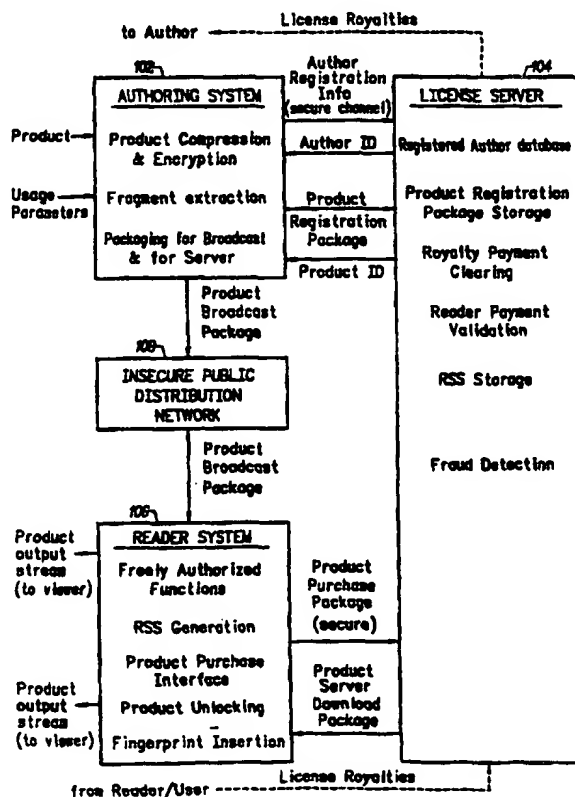 License Royalties
to Author
102
AUTHORING SYSTEM
Product
Product Compression
& Encryption
Usage
Parameters
Fragment extraction
Packaging for Broadcast
& for Server
Author
Registration
Info
(secure channel)
Author ID
Product
Registration
Package
Product ID
104
LICENSE SERVER
Registered Author database
Product Registration
Package Storage
Royalty Payment
Clearing
Reader Payment
Validation
RSS Storage
Fraud Detection
Product
Broadcast
Package
108
INSECURE PUBLIC
DISTRIBUTION
NETWORK
Product
Broadcast
Package
106
READER SYSTEM
Product
output
stream
(to viewer)
Freely Authorized
Functions
RSS Generation
Product Purchase
Interface
Product
output stream
(to viewer)
Product Unlocking
Fingerprint Insertion
Product
Purchase
Package
(secure)
Product
Server
Download
Package
License Royalties
from Reader/User